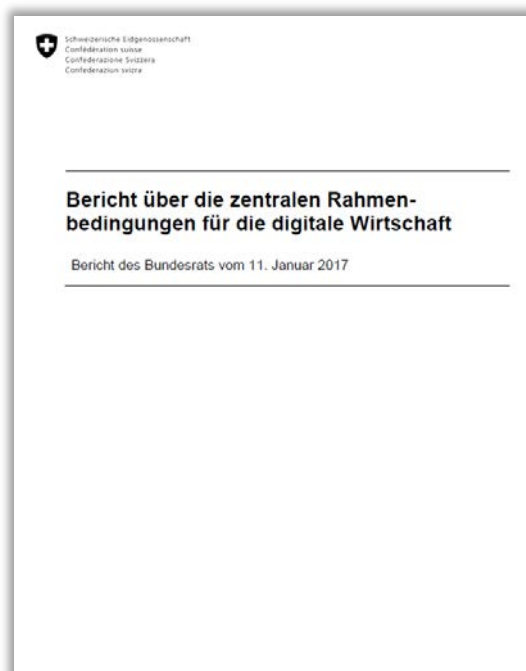 Schweizerische Eidgenossenschaft
Confédération suisse
Confederazione Svizzera
Confederaziun svizra
Bericht über die zentralen Rahmen-
bedingungen für die digitale Wirtschaft
Bericht des Bundesrats vom 11. Januar 2017